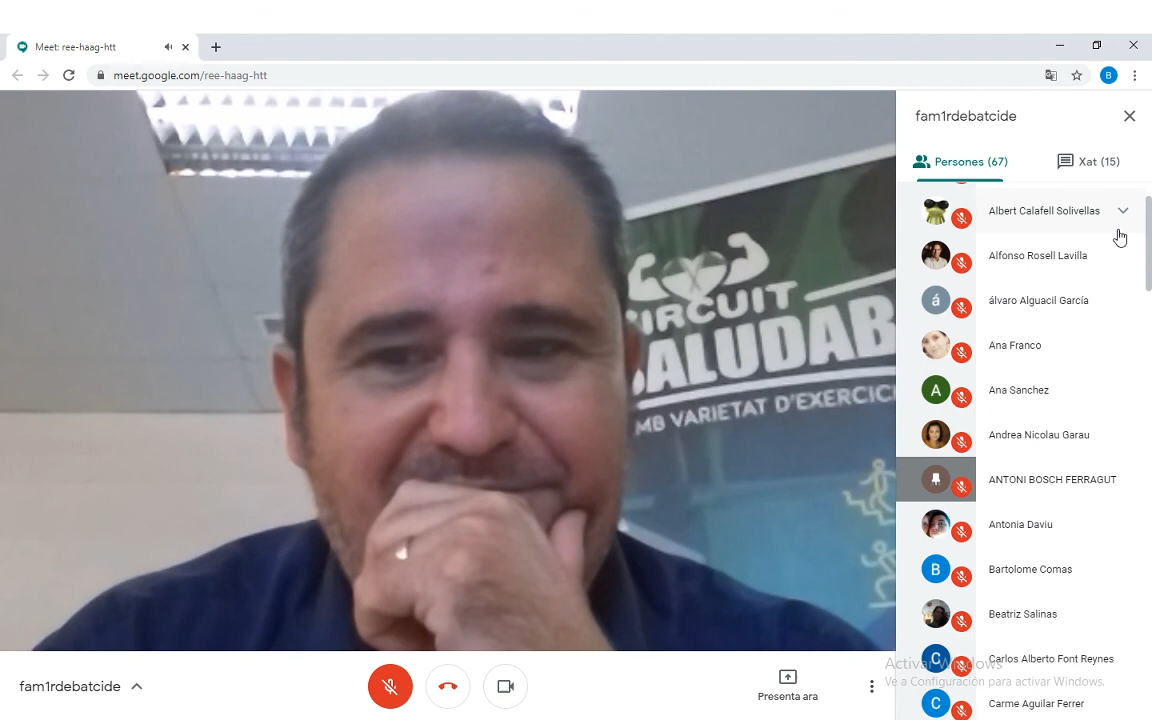 Meet: ree-haag-htt
meet.google.com/ree-haag-htt
B
fam1rdebatcide
Persones (67)
Xat (15)
Albert Calafell Solivellas
Alfonso Rosell Lavilla
á
álvaro Alguacil García
Ana Franco
A
Ana Sanchez
Andrea Nicolau Garau
ANTONI BOSCH FERRAGUT
Antonia Daviu
B
Bartolome Comas
Beatriz Salinas
C
Carlos Alberto Font Reynes
C
Carme Aguilar Ferrer
CIRCUIT
SALUDAB
MB VARIETAT D'EXERCIC
fam1rdebatcide
Presenta ara
Activar Windows
Ve a Configuración para activar Windows.